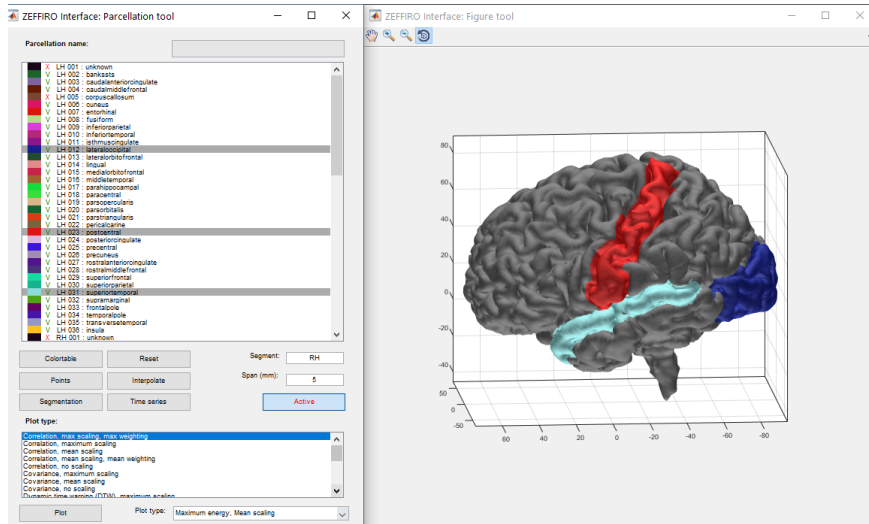 ZEFFIRO Interface: Parcellation tool
Parcellation name:
X LH 001 : unknown
V LH 002 : bankssts
V LH 003 : caudalanteriorcingulate
V LH 004 : caudalmiddlefrontal
X LH 005 : corpuscallosum
V LH 006 : cuneus
V LH 007 : entorhinal
V LH 008 : fusiform
V LH 009 : inferiorparietal
V LH 010 : inferiortemporal
V LH 011 : isthmuscingulate
V LH 012 : lateraloccipital
V LH 013 : lateralorbitofrontal
V LH 014 : lingual
V LH 015 : medialorbitofrontal
V LH 016 : middletemporal
V LH 017 : parahippocampal
V LH 018 : paracentral
V LH 019 : parsopercularis
V LH 020 : parsorbitalis
V LH 021 : parstriangularis
V LH 022 : pericalcarine
V LH 023 : postcentral
V LH 024 : posteriorcingulate
V LH 025 : precentral
V LH 026 : precuneus
V LH 027 : rostralanteriorcingulate
V LH 028 : rostralmiddlefrontal
V LH 029 : superiorfrontal
V LH 030 : superiorparietal
V LH 031 : superiortemporal
V LH 032 : supramarginal
V LH 033 : frontalpole
V LH 034 : temporalpole
V LH 035 : transversetemporal
V LH 036 : insula
X RH 001 : unknown
Colortable Reset Segment: RH
Points Interpolate Span (mm): 5
Segmentation Time series Active
Plot type:
Correlation, max scaling, max weighting
Correlation, maximum scaling
Correlation, mean scaling
Correlation, mean scaling, mean weighting
Correlation, no scaling
Covariance, maximum scaling
Covariance, mean scaling
Covariance, no scaling
Dynamic time warping (DTW), maximum scaling
Plot Plot type: Maximum energy, Mean scaling
ZEFFIRO Interface: Figure tool
80
60
40
20
0
-20
-40
50
0
-50
60 40 20 0 -20 -40 -60 -80